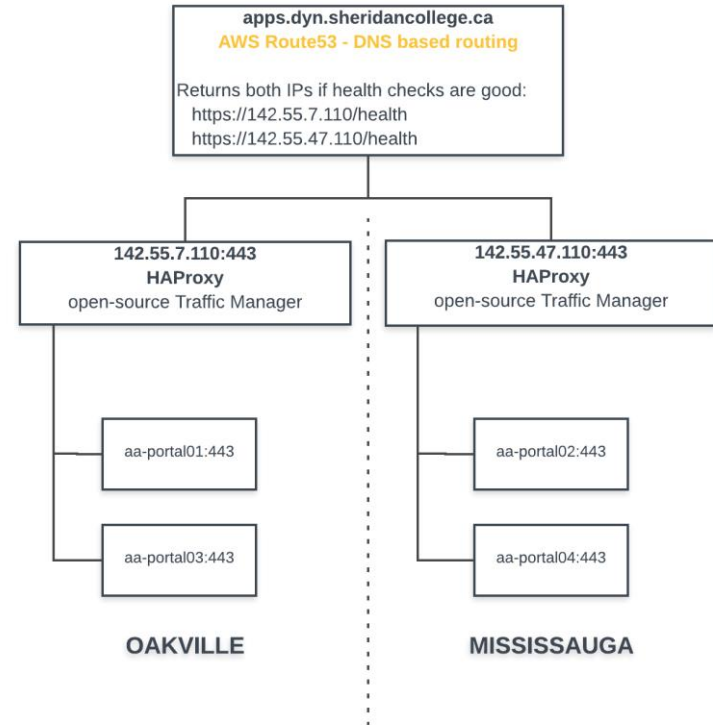 apps.dyn.sheridancollege.ca
AWS Route53 - DNS based routing
Returns both IPs if health checks are good:
https://142.55.7.110/health
https://142.55.47.110/health
142.55.7.110:443
HAProxy
open-source Traffic Manager
142.55.47.110:443
HAProxy
open-source Traffic Manager
aa-portal01:443
aa-portal02:443
aa-portal03:443
aa-portal04:443
OAKVILLE
MISSISSAUGA